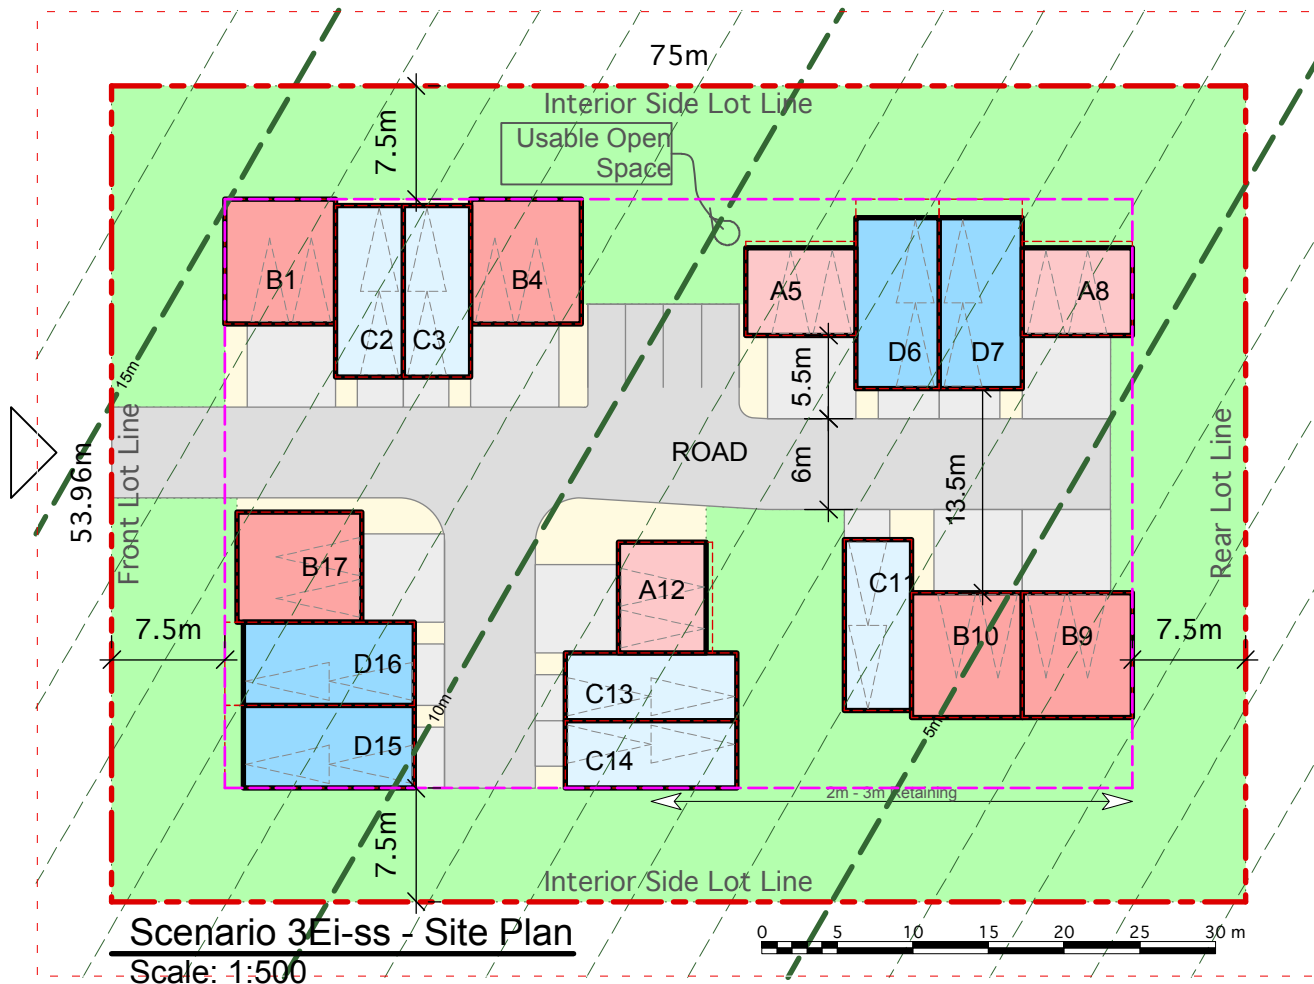 75m
Interior Side Lot Line
7.5m
Usable Open
Space
B1
B4
C2
C3
A5
A8
D6
D7
15m
5.5m
ROAD
6m
13.5m
53.96m
Front Lot Line
Rear Lot Line
B17
A12
C11
B10
B9
7.5m
7.5m
D16
C13
10m
5m
D15
C14
2m - 3m Retaining
7.5m
Interior Side Lot Line
Scenario 3Ei-ss - Site Plan
Scale: 1:500
0 5 10 15 20 25 30 m